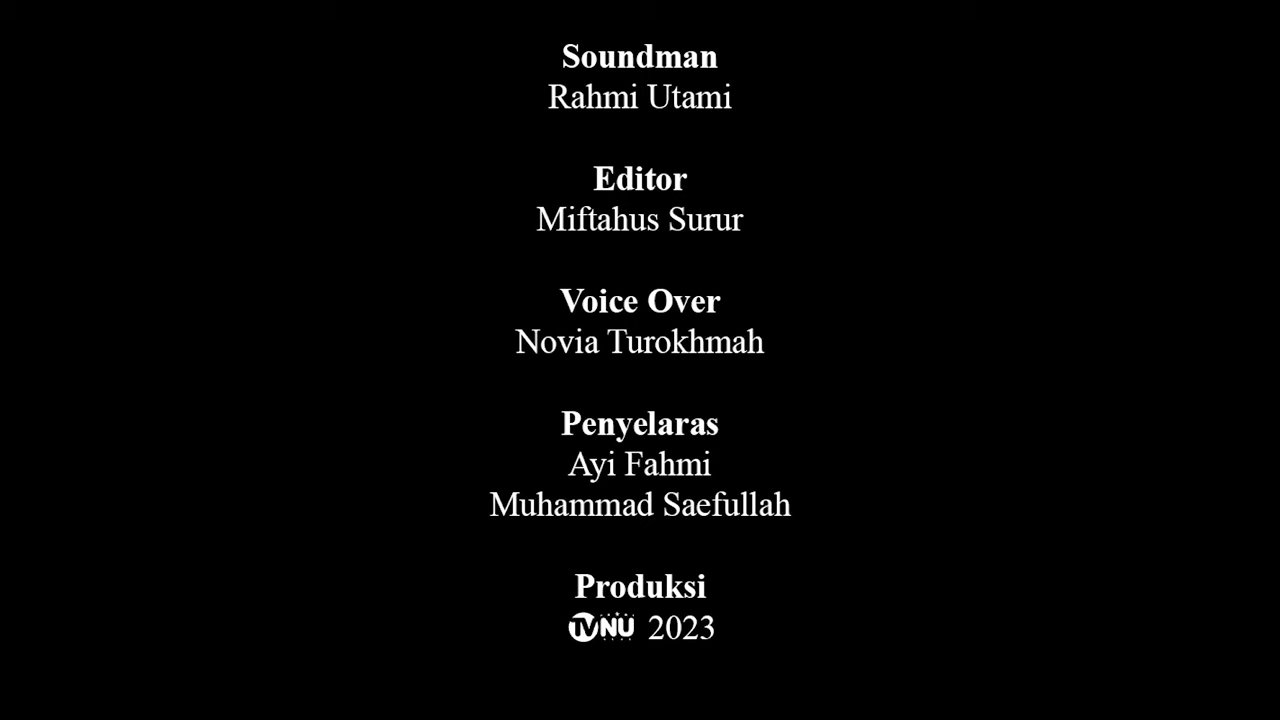 Soundman
Rahmi Utami
Editor
Miftahus Surur
Voice Over
Novia Turokhmah
Penyelaras
Ayi Fahmi
Muhammad Saefullah
Produksi
TVNU 2023